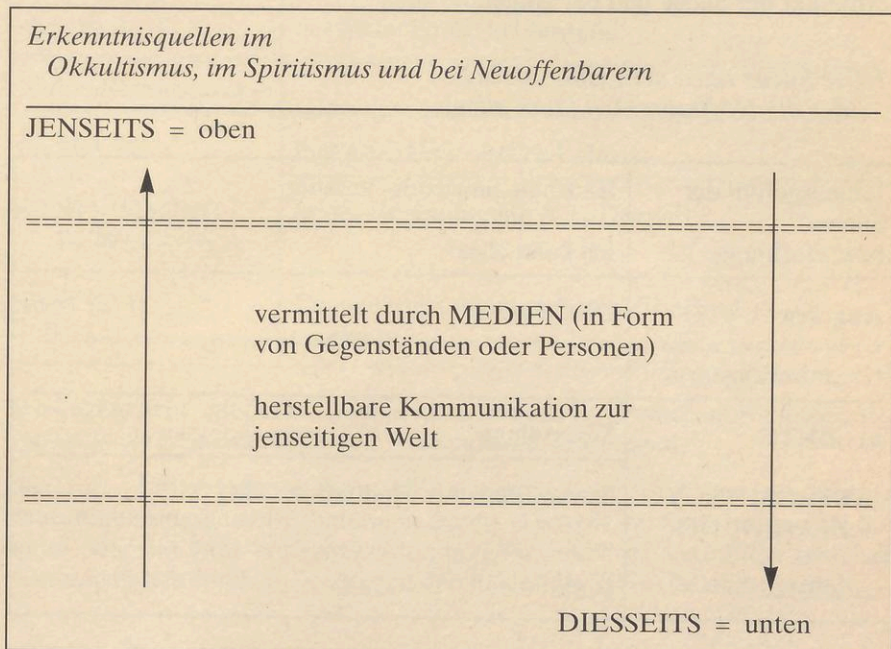 Erkenntnisquellen im
Okkultismus, im Spiritismus und bei Neuoffenbarern
JENSEITS = oben
vermittelt durch MEDIEN (in Form
von Gegenständen oder Personen)
herstellbare Kommunikation zur
jenseitigen Welt
DIESSEITS = unten